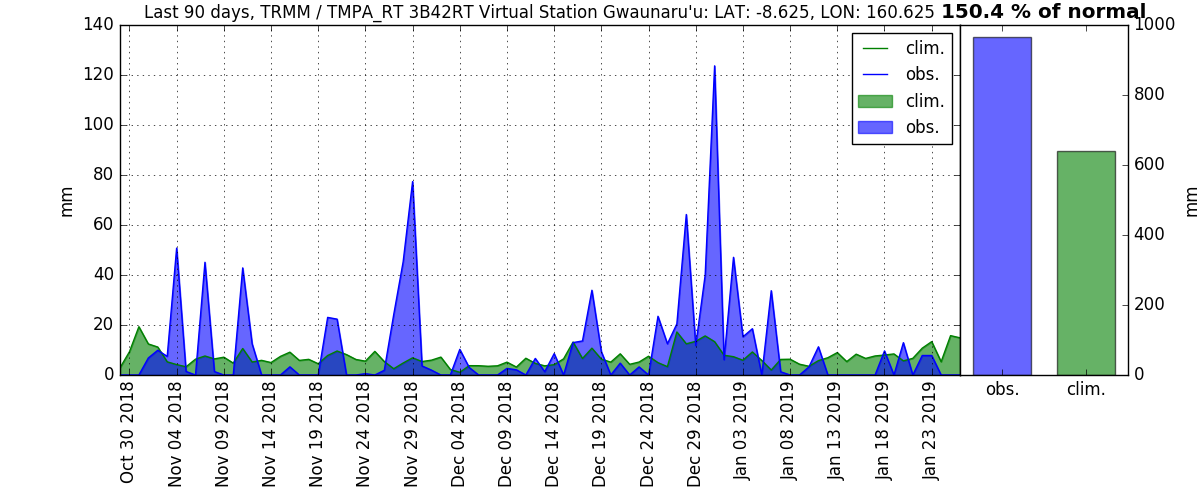 Last 90 days, TRMM / TMPA_RT 3B42RT Virtual Station Gwaunaru'u: LAT: -8.625, LON: 160.625 150.4 % of normal
140
120
100
80
60
40
20
0
mm
clim.
obs.
clim.
obs.
Oct 30 2018
Nov 04 2018
Nov 09 2018
Nov 14 2018
Nov 19 2018
Nov 24 2018
Nov 29 2018
Dec 04 2018
Dec 09 2018
Dec 14 2018
Dec 19 2018
Dec 24 2018
Dec 29 2018
Jan 03 2019
Jan 08 2019
Jan 13 2019
Jan 18 2019
Jan 23 2019
1000
800
600
400
200
0
mm
obs.
clim.